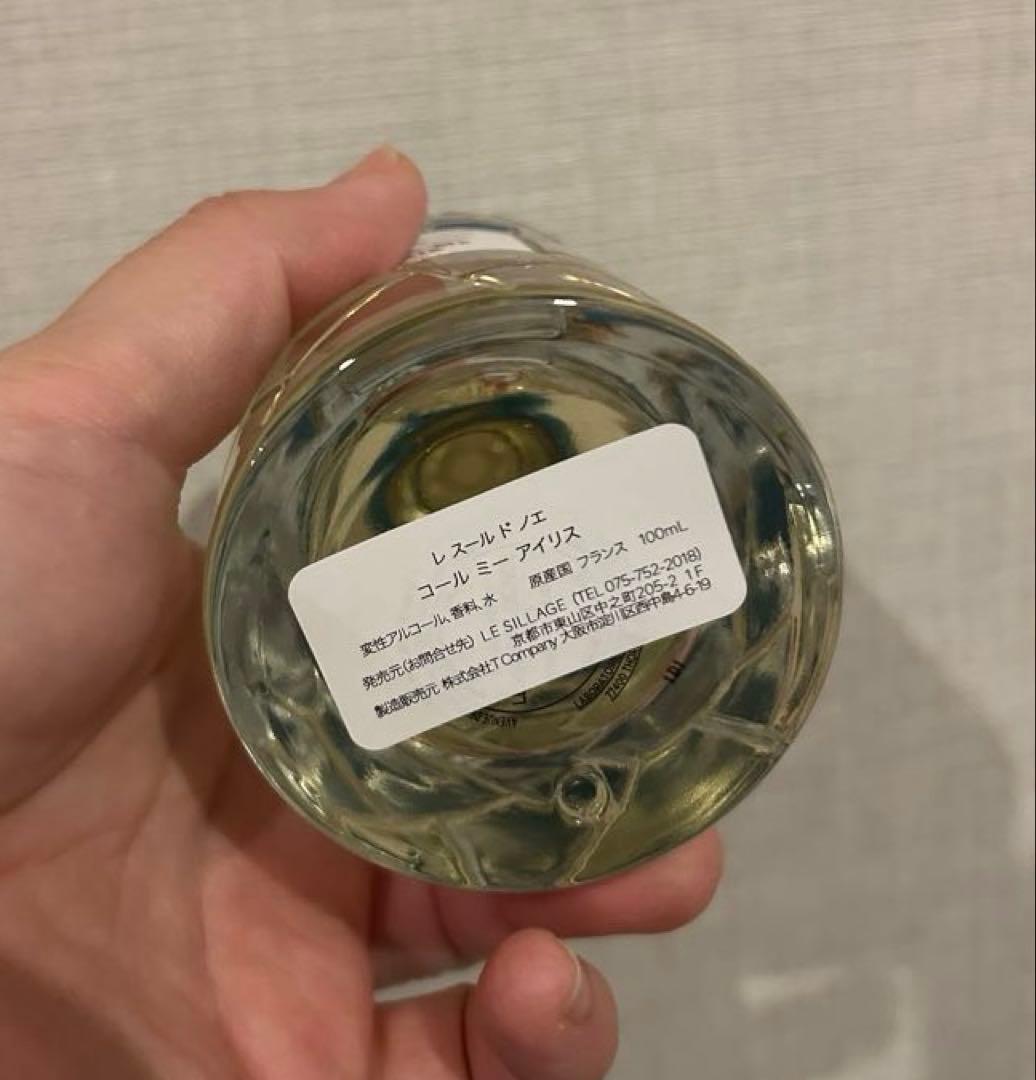 レ スール ド ノエ
コール ミー アイリス
変性アルコール、香料、水 原産国 フランス 100mL
発売元(お問合せ先) LE SILLAGE (TEL 075-752-2018)
京都市東山区中之町205-2 1F
製造販売元 株式会社T Company 大阪市淀川区西中島4-6-19
AVENUE
LABORATO
77400 THO